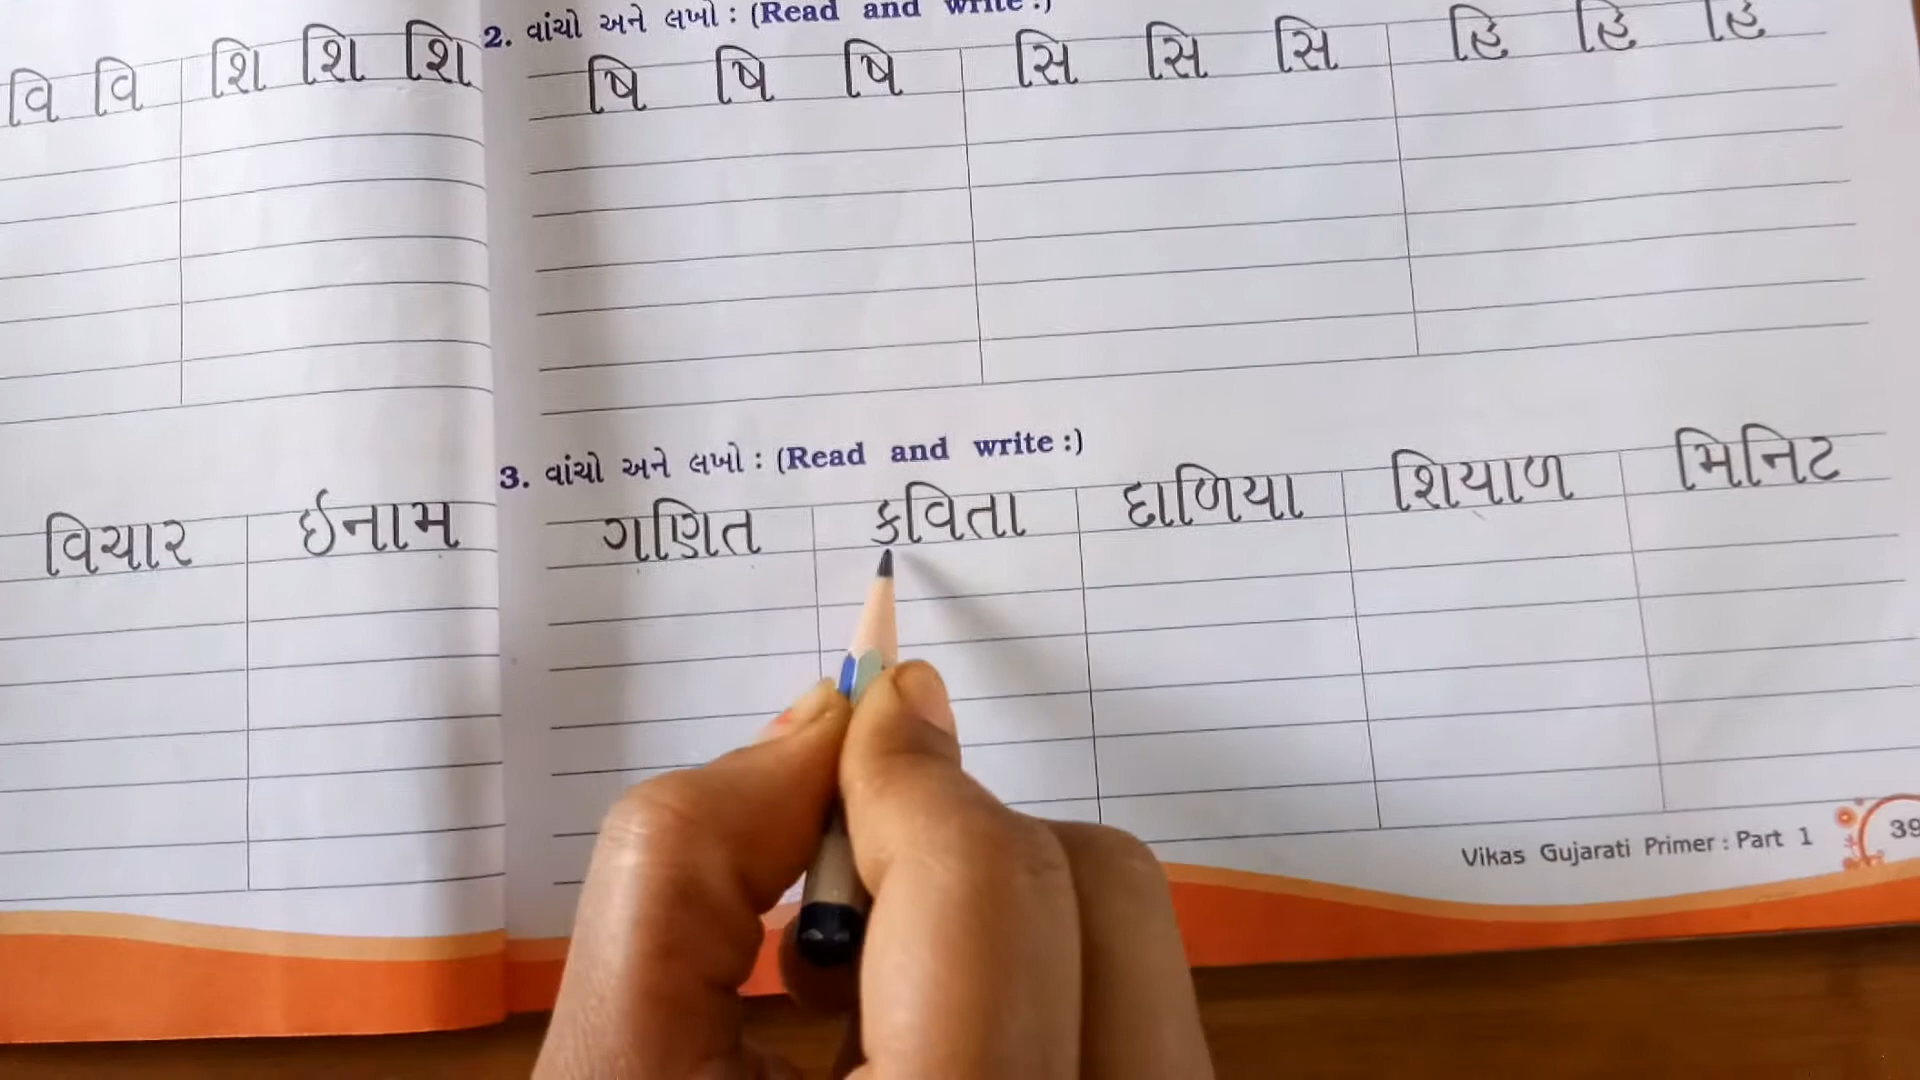 વિ વિ શિ શિ શિ
વિચાર ઈનામ
2. વાંચો અને લખો : (Read and write :)
ષિ ષિ ષિ સિ સિ સિ હિ હિ હિ
3. વાંચો અને લખો : (Read and write :)
ગણિત કવિતા દાળિયા શિયાળ મિનિટ
Vikas Gujarati Primer : Part 1 39